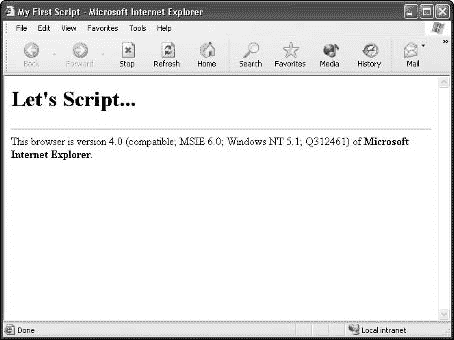 My First Script - Microsoft Internet Explorer
File Edit View Favorites Tools Help
Back Forward Stop Refresh Home Search Favorites Media History Mail
Let's Script...
This browser is version 4.0 (compatible; MSIE 6.0; Windows NT 5.1; Q312461) of Microsoft
Internet Explorer.
Done Local intranet